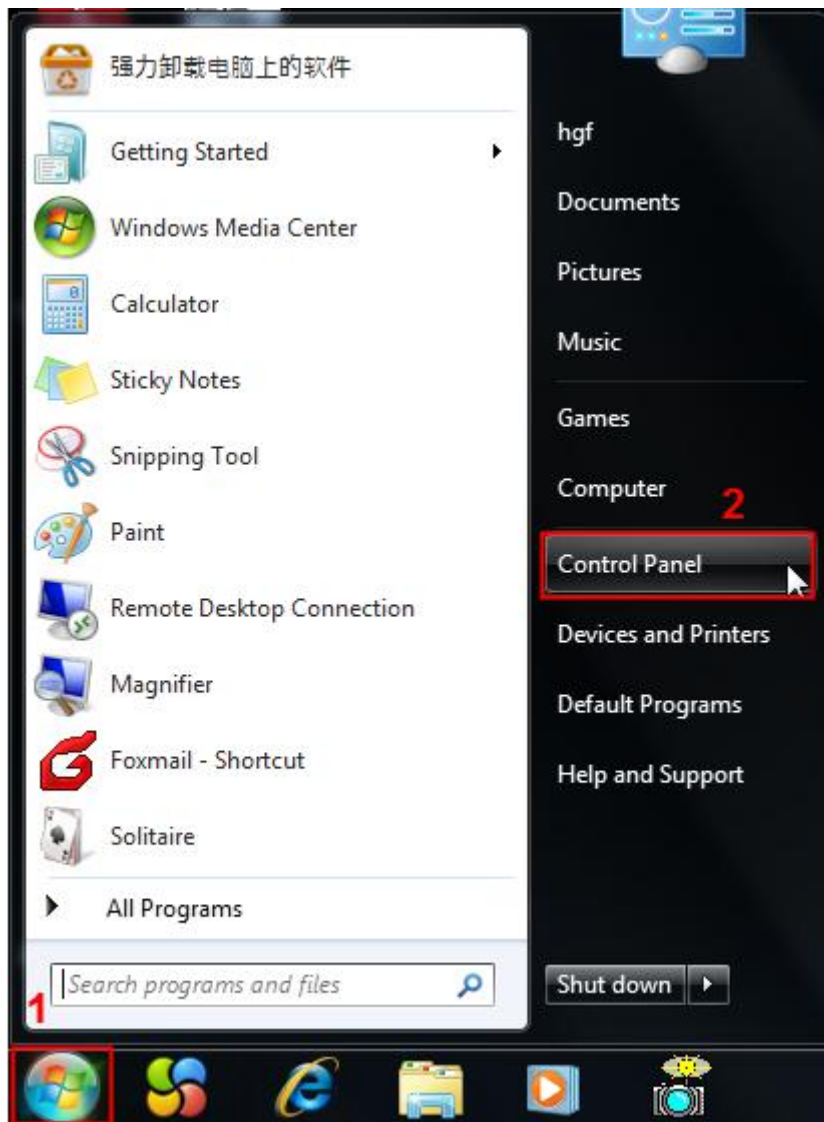 强力卸载电脑上的软件
Getting Started
Windows Media Center
Calculator
Sticky Notes
Snipping Tool
Paint
Remote Desktop Connection
Magnifier
Foxmail - Shortcut
Solitaire
All Programs
Search programs and files
1
hgf
Documents
Pictures
Music
Games
Computer
2
Control Panel
Devices and Printers
Default Programs
Help and Support
Shut down